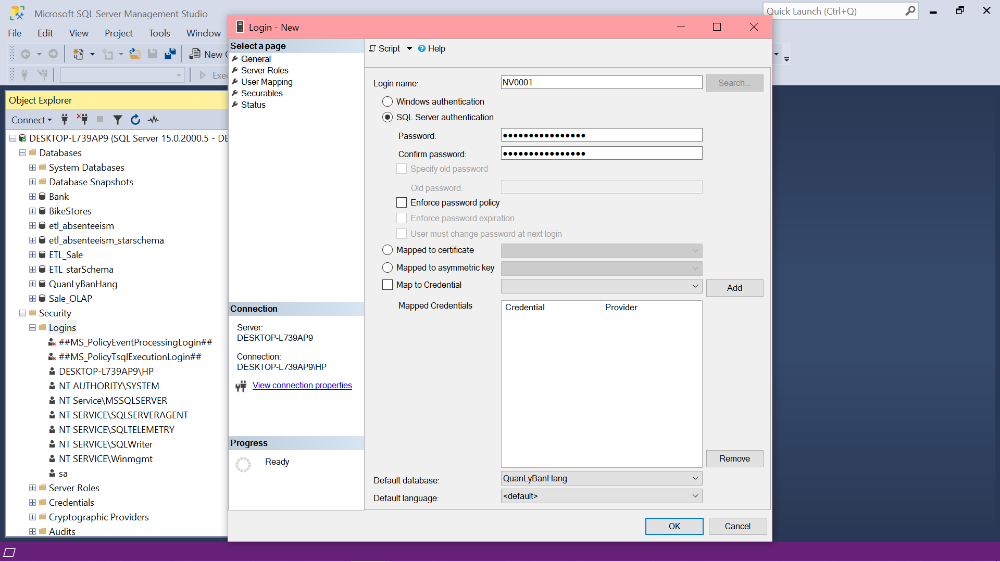 Microsoft SQL Server Management Studio
Quick Launch (Ctrl+Q)
File Edit View Project Tools Window
New
Exec
Object Explorer
Connect
DESKTOP-L739AP9 (SQL Server 15.0.2000.5 - DE
Databases
System Databases
Database Snapshots
Bank
BikeStores
etl_absenteeism
etl_absenteeism_starschema
ETL_Sale
ETL_starSchema
QuanLyBanHang
Sale_OLAP
Security
Logins
##MS_PolicyEventProcessingLogin##
##MS_PolicyTsqlExecutionLogin##
DESKTOP-L739AP9\HP
NT AUTHORITY\SYSTEM
NT Service\MSSQLSERVER
NT SERVICE\SQLSERVERAGENT
NT SERVICE\SQLTELEMETRY
NT SERVICE\SQLWriter
NT SERVICE\Winmgmt
sa
Server Roles
Credentials
Cryptographic Providers
Audits
Login - New
Select a page
General
Server Roles
User Mapping
Securables
Status
Connection
Server:
DESKTOP-L739AP9
Connection:
DESKTOP-L739AP9\HP
View connection properties
Progress
Ready
Script Help
Login name: NV0001 Search...
Windows authentication
SQL Server authentication
Password: ●●●●●●●●●●●●●●●●
Confirm password: ●●●●●●●●●●●●●●●●
Specify old password
Old password:
Enforce password policy
Enforce password expiration
User must change password at next login
Mapped to certificate
Mapped to asymmetric key
Map to Credential Add
Mapped Credentials Credential Provider
Remove
Default database: QuanLyBanHang
Default language: <default>
OK Cancel